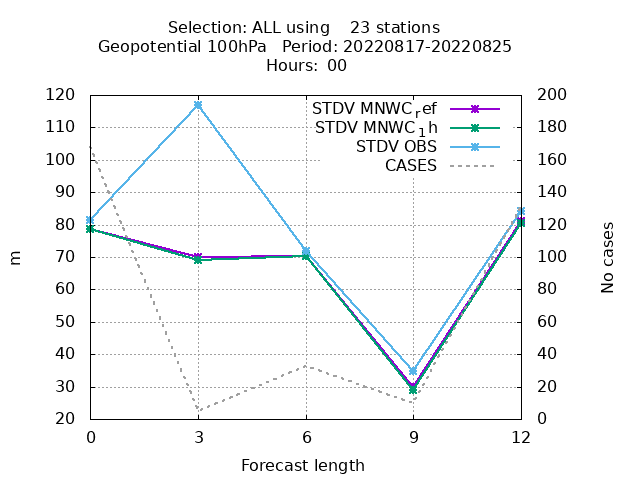 Selection: ALL using    23 stations
Geopotential 100hPa   Period: 20220817-20220825
Hours:  00
120
110
100
90
80
70
60
50
40
30
20
200
180
160
140
120
100
80
60
40
20
0
STDV MNWCref
STDV MNWC1h
STDV OBS
CASES
m
No cases
0
3
6
9
12
Forecast length